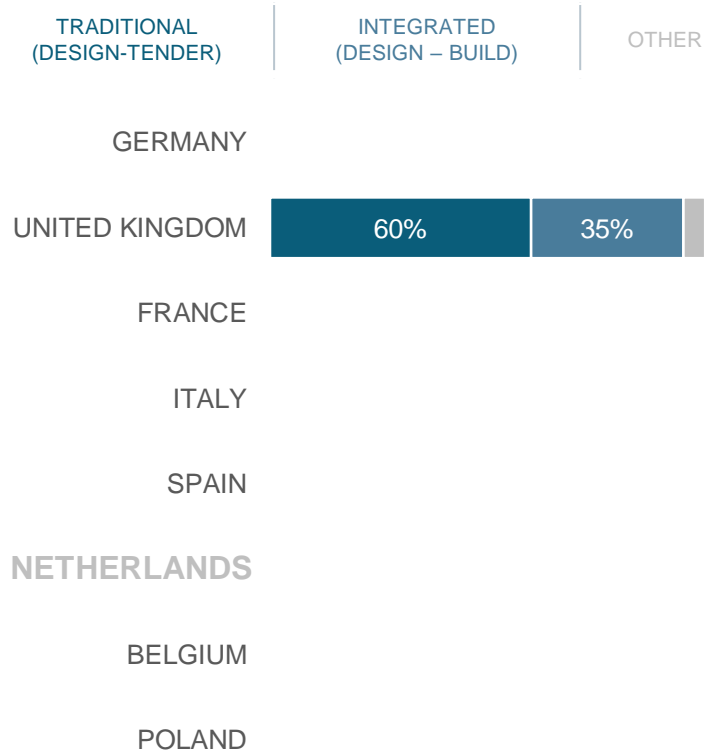 TRADITIONAL
(DESIGN-TENDER)
INTEGRATED
(DESIGN – BUILD)
OTHER
GERMANY
UNITED KINGDOM
60%
35%
FRANCE
ITALY
SPAIN
NETHERLANDS
BELGIUM
POLAND